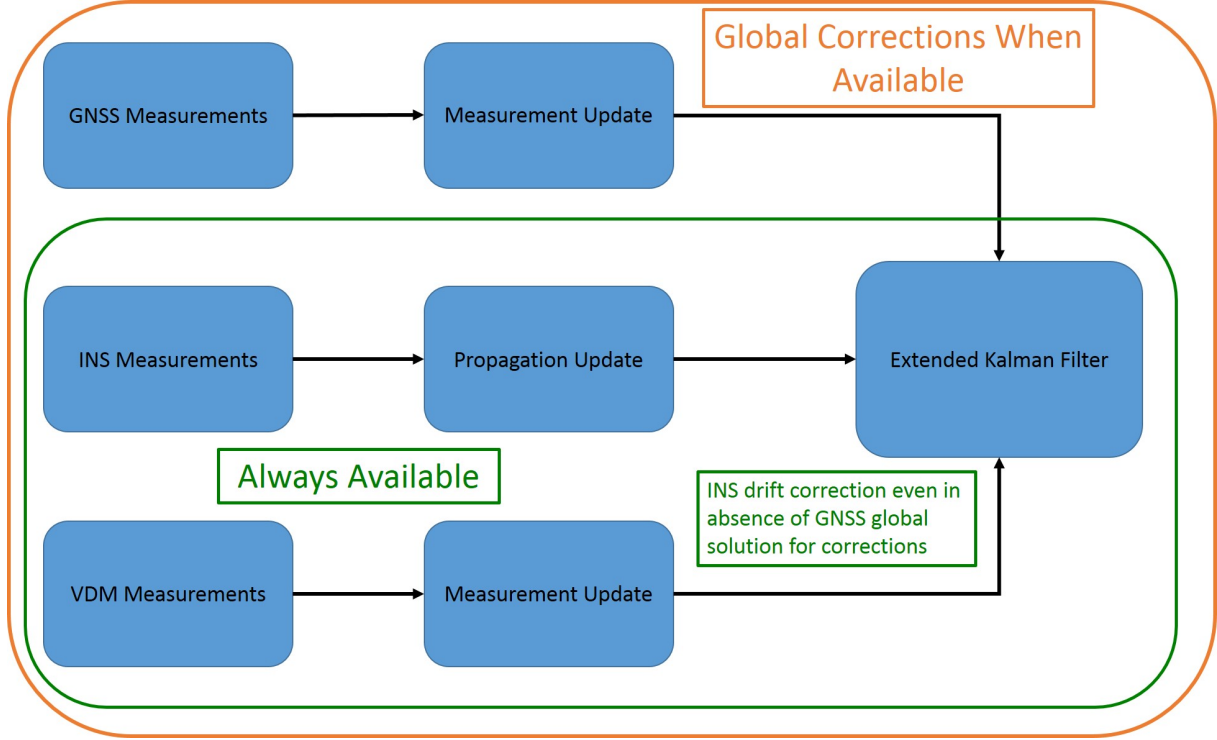 GNSS Measurements
Measurement Update
Global Corrections When
Available
INS Measurements
Propagation Update
Extended Kalman Filter
Always Available
INS drift correction even in
absence of GNSS global
solution for corrections
VDM Measurements
Measurement Update